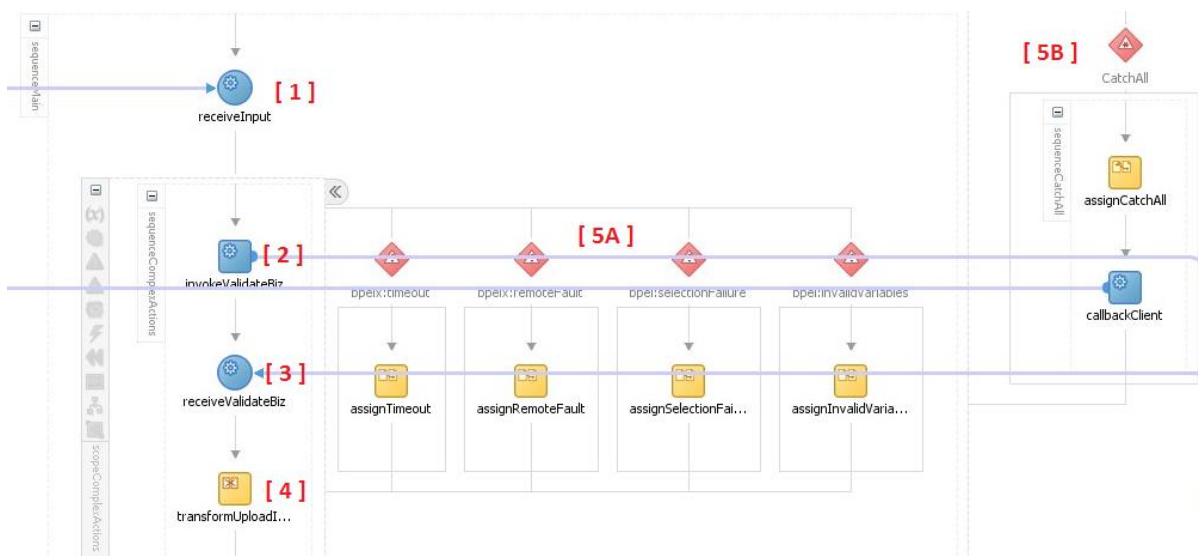 sequenceMain
[ 1 ]
receiveInput
[ 5B ]
CatchAll
sequenceCatchAll
assignCatchAll
callbackClient
(x)
scopeComplexActions
sequenceComplexActions
[ 2 ]
invokeValidateBiz
[ 3 ]
receiveValidateBiz
[ 4 ]
transformUploadI...
[ 5A ]
bpelx:timeout
bpelx:remoteFault
bpel:selectionFailure
bpel:invalidVariables
assignTimeout
assignRemoteFault
assignSelectionFai...
assignInvalidVaria...